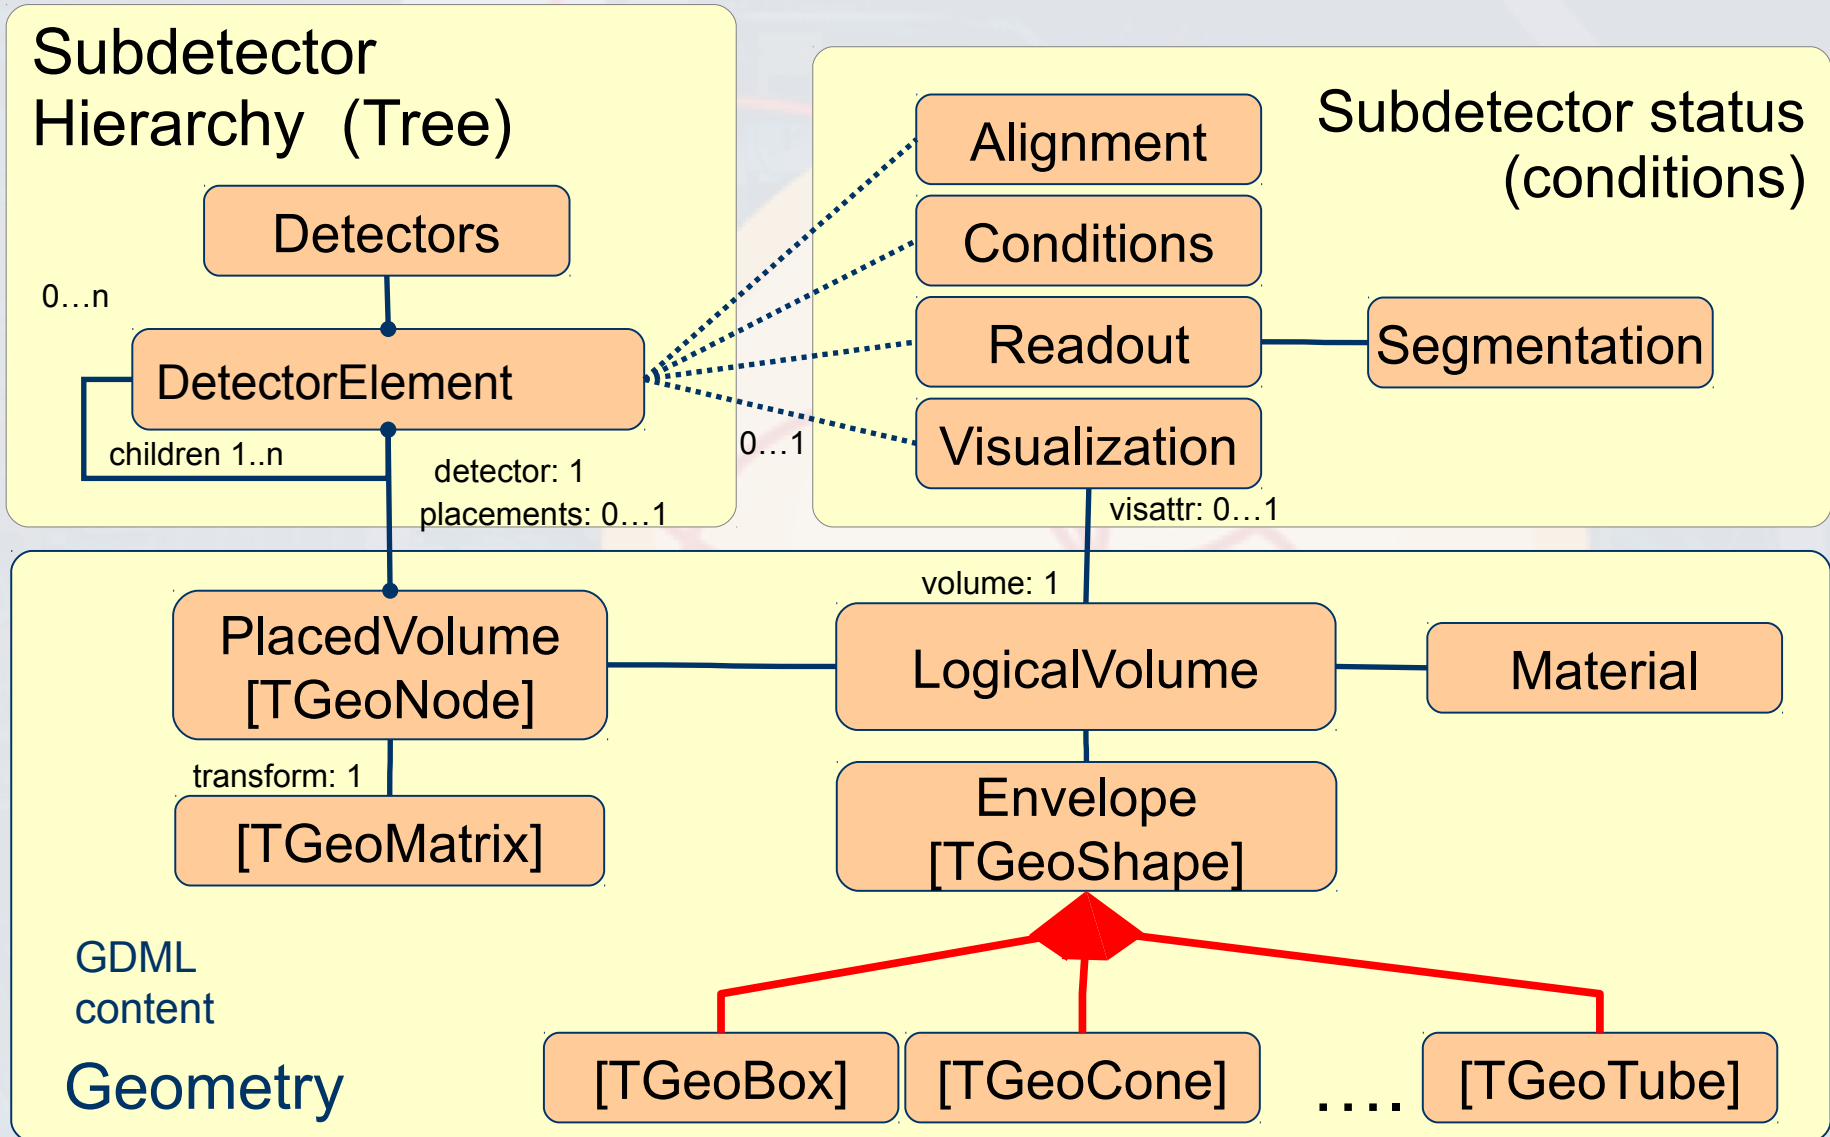 Subdetector
Hierarchy (Tree)
Detectors
0…n
DetectorElement
children 1..n
detector: 1
placements: 0…1
0…1
Subdetector status
(conditions)
Alignment
Conditions
Readout
Segmentation
Visualization
visattr: 0…1
volume: 1
PlacedVolume
[TGeoNode]
LogicalVolume
Material
transform: 1
[TGeoMatrix]
Envelope
[TGeoShape]
GDML
content
Geometry
[TGeoBox]
[TGeoCone]
....
[TGeoTube]